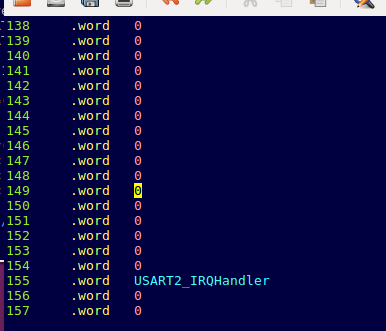 138 .word 0
139 .word 0
140 .word 0
141 .word 0
142 .word 0
143 .word 0
144 .word 0
145 .word 0
146 .word 0
147 .word 0
148 .word 0
149 .word 0
150 .word 0
151 .word 0
152 .word 0
153 .word 0
154 .word 0
155 .word USART2_IRQHandler
156 .word 0
157 .word 0